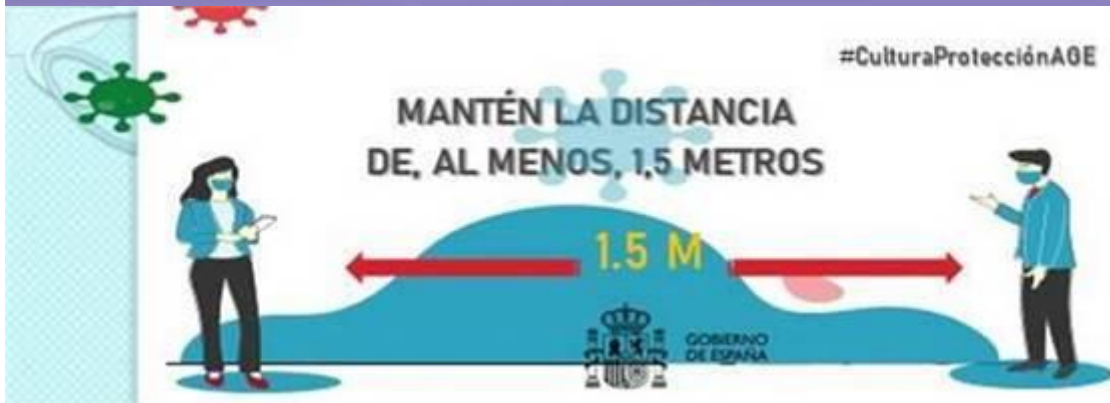 #CulturaProtecciónAGE
MANTÉN LA DISTANCIA
DE, AL MENOS, 1,5 METROS
1.5 M
GOBIERNO
DE ESPAÑA